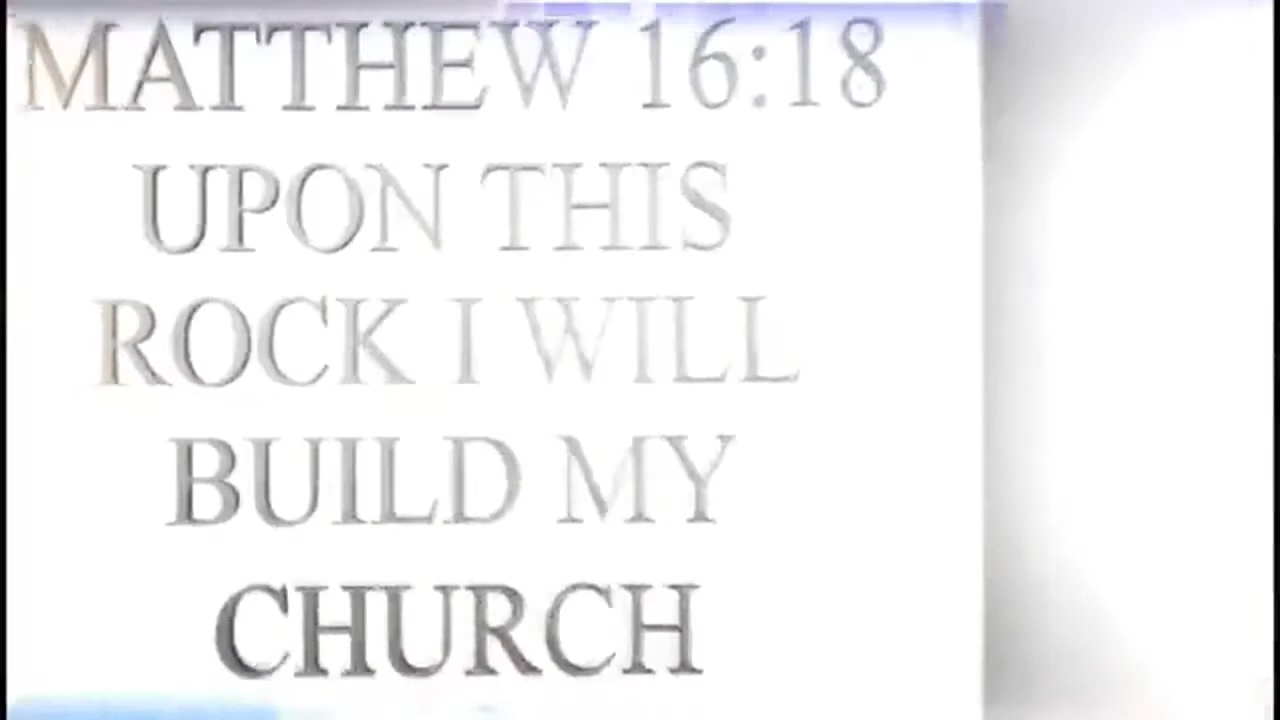 MATTHEW 16:18
UPON THIS
ROCK I WILL
BUILD MY
CHURCH